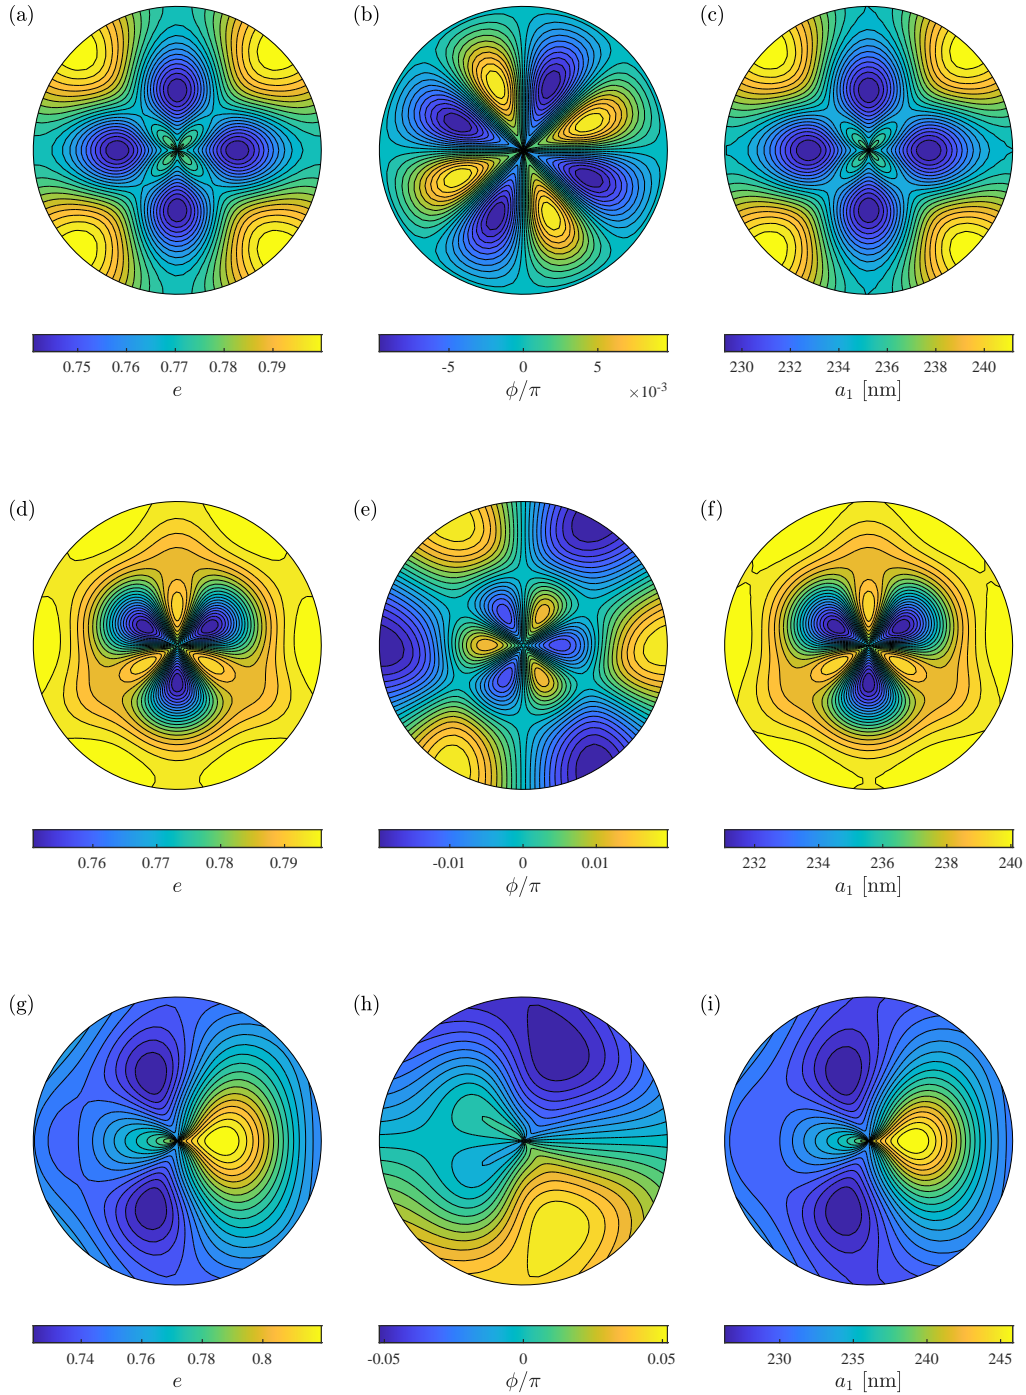 (a) (b) (c)
0.75 0.76 0.77 0.78 0.79 -5 0 5 230 232 234 236 238 240
e ϕ/π ×10-3 a1 [nm]
(d) (e) (f)
0.76 0.77 0.78 0.79 -0.01 0 0.01 232 234 236 238 240
e ϕ/π a1 [nm]
(g) (h) (i)
0.74 0.76 0.78 0.8 -0.05 0 0.05 230 235 240 245
e ϕ/π a1 [nm]